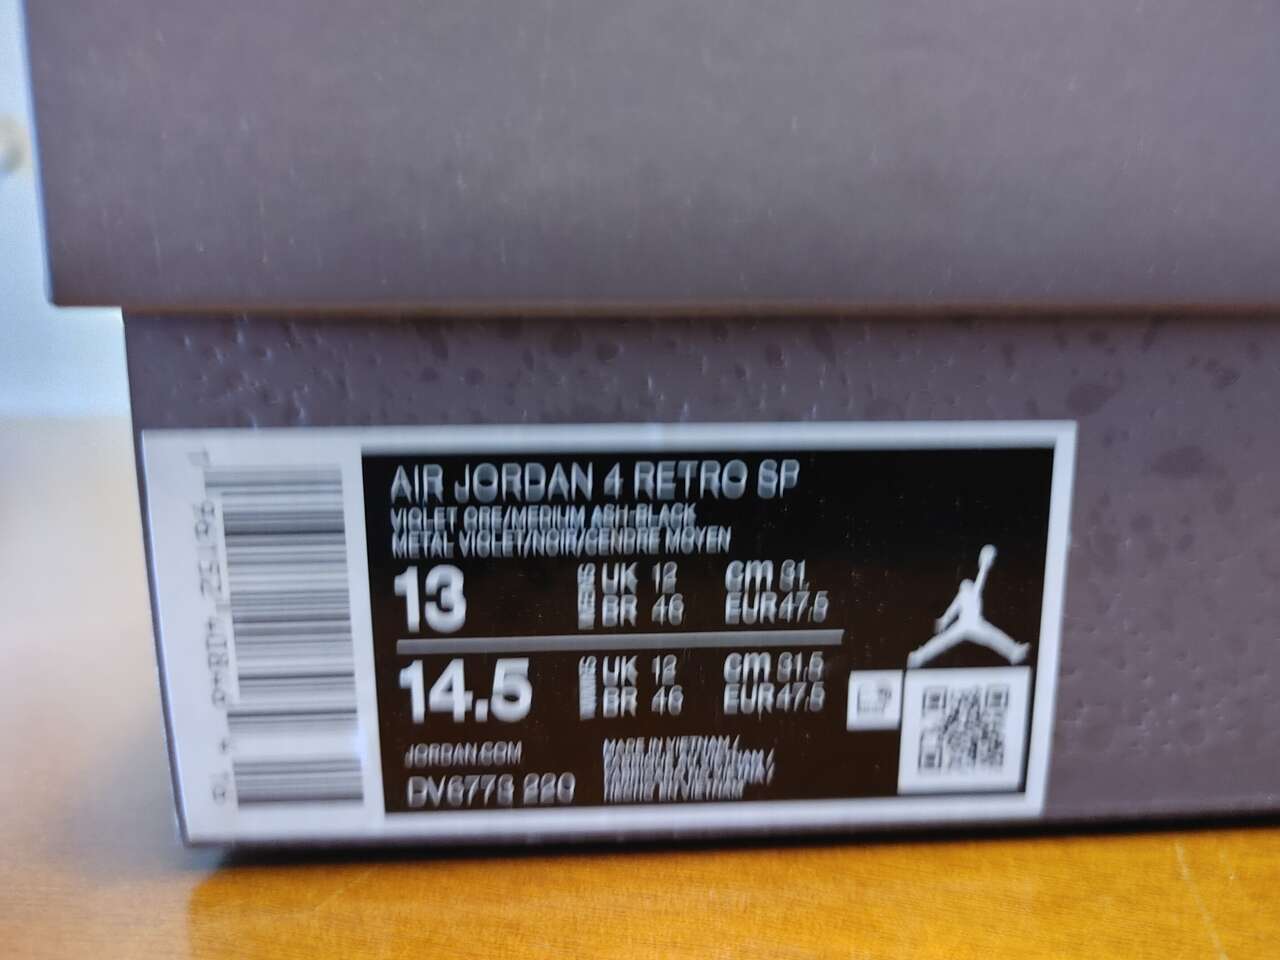 AIR JORDAN 4 RETRO SP
VIOLET ORE/MEDIUM ASH-BLACK
METAL VIOLET/NOIR/CENDRE MOYEN
13 UK 12 cm 31
BR 46 EUR 47.5
14.5 UK 12 cm 31.5
BR 46 EUR 47.5
JORDAN.COM
MADE IN VIETNAM /
DV6773 220